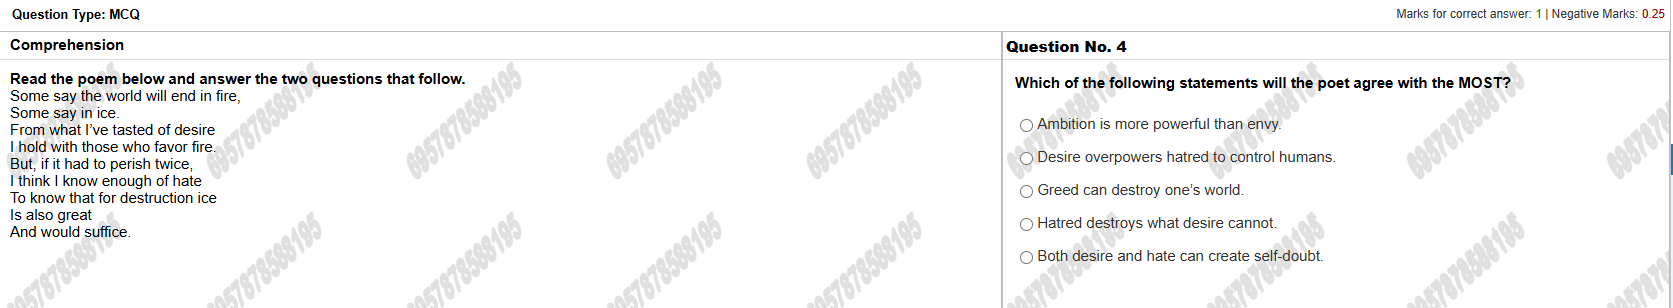 Question Type: MCQ
Marks for correct answer: 1 | Negative Marks: 0.25
Comprehension
Read the poem below and answer the two questions that follow.
Some say the world will end in fire,
Some say in ice.
From what I've tasted of desire
I hold with those who favor fire.
But, if it had to perish twice,
I think I know enough of hate
To know that for destruction ice
Is also great
And would suffice.
Question No. 4
Which of the following statements will the poet agree with the MOST?
Ambition is more powerful than envy.
Desire overpowers hatred to control humans.
Greed can destroy one's world.
Hatred destroys what desire cannot.
Both desire and hate can create self-doubt.